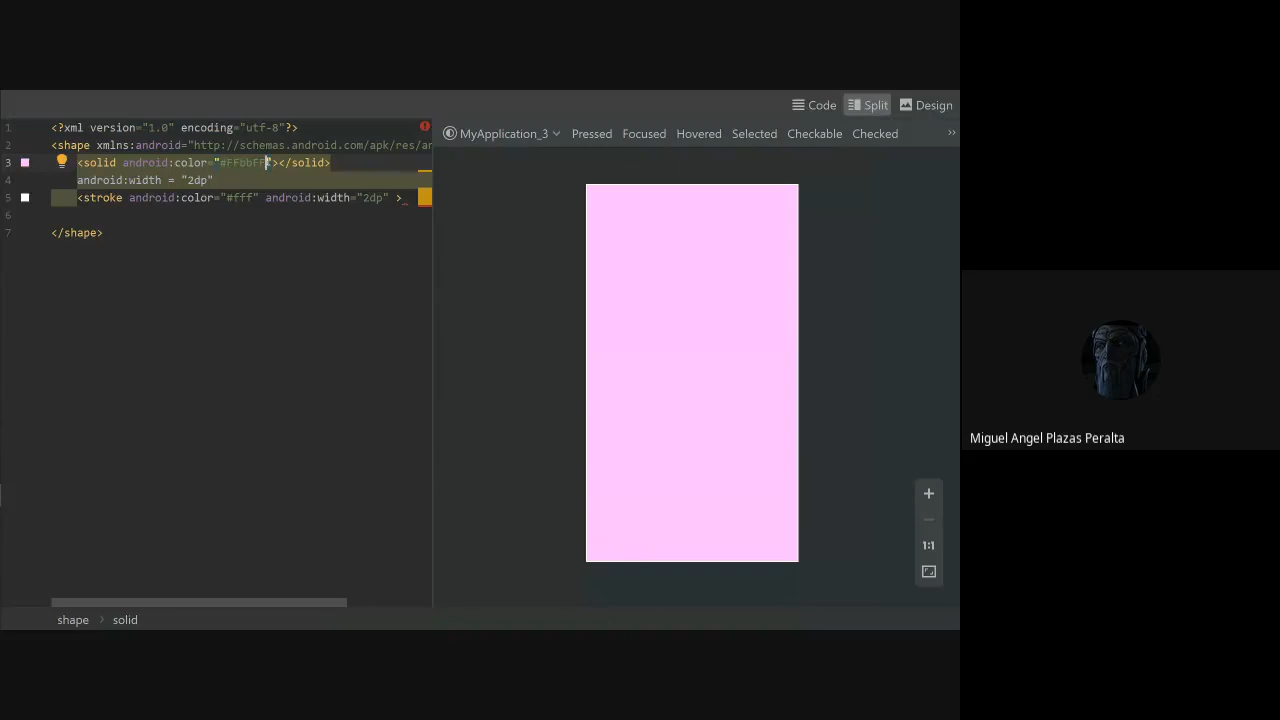 Code Split Design
MyApplication_3 Pressed Focused Hovered Selected Checkable Checked »
1 <?xml version="1.0" encoding="utf-8"?>
2 <shape xmlns:android="http://schemas.android.com/apk/res/an
3 <solid android:color="#FFbbFF"></solid>
4 android:width = "2dp"
5 <stroke android:color="#fff" android:width="2dp" >
6
7 </shape>
1:1
Miguel Angel Plazas Peralta
shape › solid